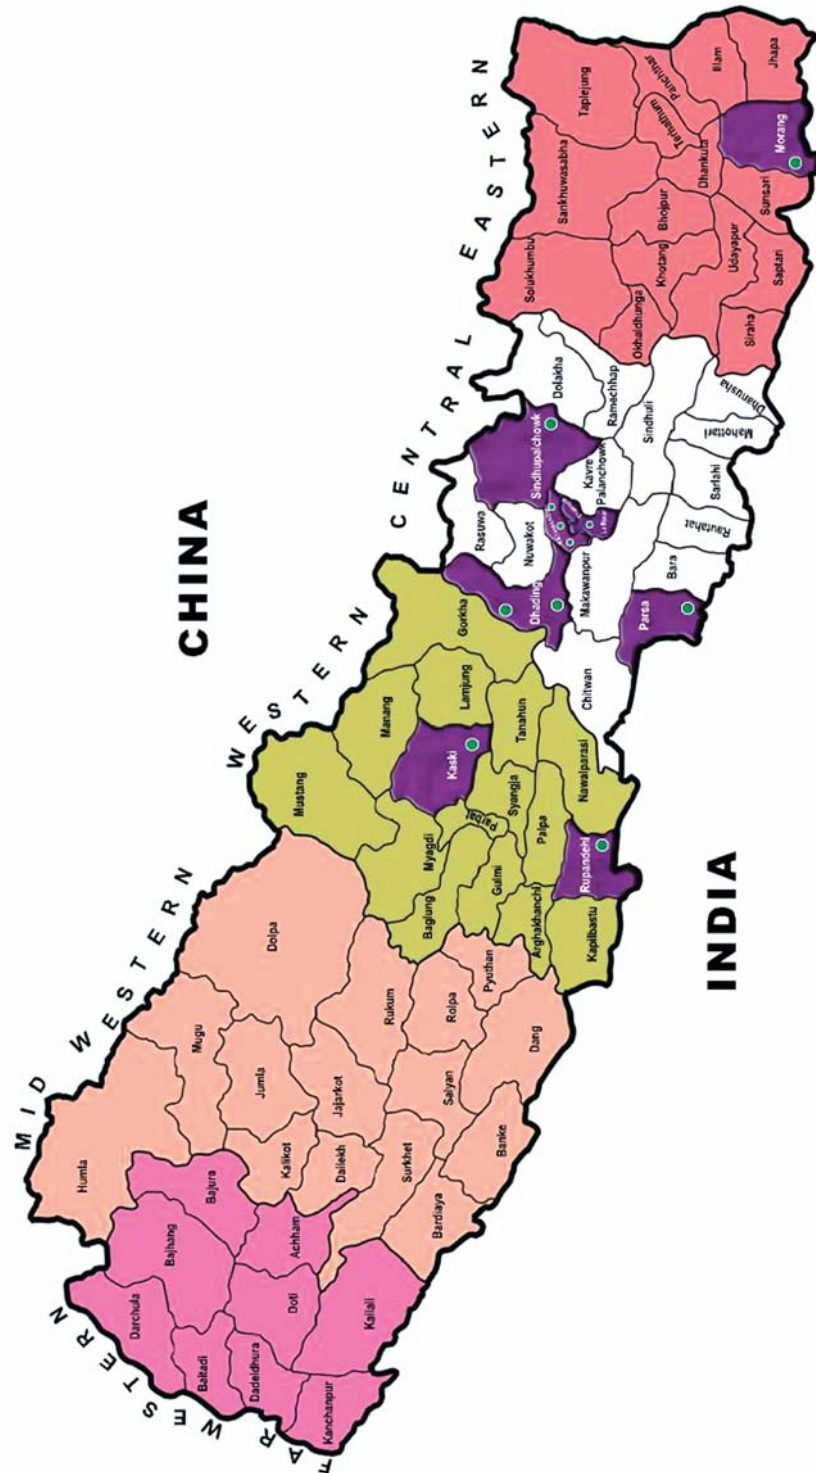 CHINA
INDIA
FAR WESTERN
MID WESTERN
WESTERN
CENTRAL
EASTERN
Darchula
Baitadi
Dadeldhura
Kanchanpur
Bajhang
Bajura
Doti
Achham
Kailali
Humla
Mugu
Dolpa
Jumla
Kalikot
Dailekh
Jajarkot
Rukum
Surkhet
Salyan
Rolpa
Pyuthan
Bardiaya
Banke
Dang
Mustang
Manang
Gorkha
Myagdi
Kaski
Lamjung
Baglung
Parbat
Syangja
Tanahun
Gulmi
Palpa
Arghakhanchi
Nawalparasi
Kapilbastu
Rupandehi
Rasuwa
Nuwakot
Dhading
Sindhupalchowk
Dolakha
Kavre
Palanchowk
Ramechhap
Sindhuli
Makawanpur
Chitwan
Parsa
Bara
Rautahat
Sarlahi
Mahottari
Dhanusha
Solukhumbu
Sankhuwasabha
Taplejung
Okhaldhunga
Khotang
Bhojpur
Terhathum
Panchthar
Dhankuta
Illam
Udayapur
Siraha
Saptari
Sunsari
Morang
Jhapa